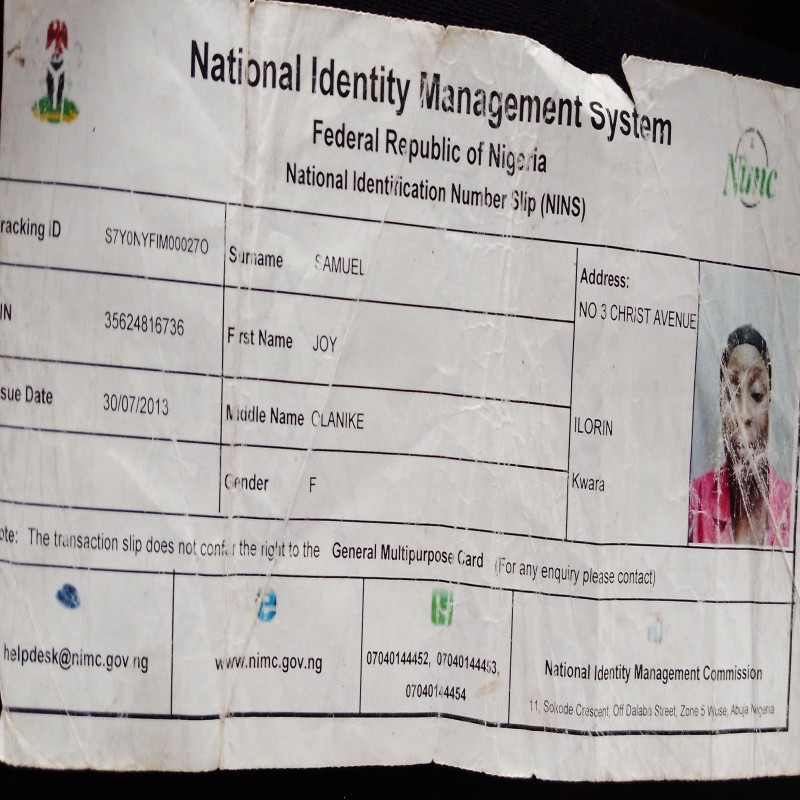 National Identity Management System
Federal Republic of Nigeria
National Identification Number Slip (NINS)
Nimc
racking ID S7Y0NYFIM00027O
Surname SAMUEL
Address:
NO 3 CHRIST AVENUE
IN 35624816736
First Name JOY
sue Date 30/07/2013
Middle Name OLANIKE
ILORIN
Gender F
Kwara
ote: The transaction slip does not confer the right to the General Multipurpose Card (For any enquiry please contact)
helpdesk@nimc.gov.ng
www.nimc.gov.ng
07040144452, 07040144453,
07040144454
National Identity Management Commission
11, Sokode Crescent, Off Dalaba Street, Zone 5 Wuse, Abuja Nigeria